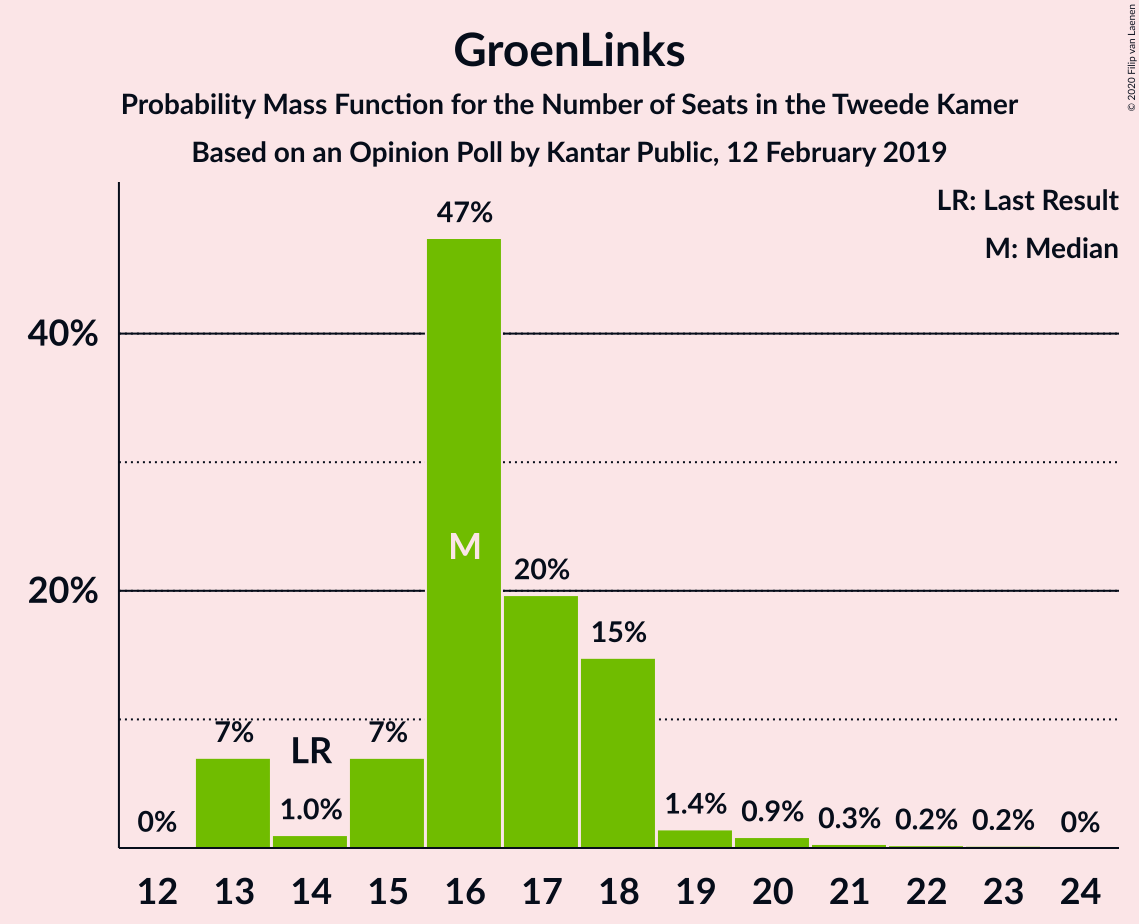 GroenLinks
Probability Mass Function for the Number of Seats in the Tweede Kamer
Based on an Opinion Poll by Kantar Public, 12 February 2019
© 2020 Filip van Laenen
LR: Last Result
M: Median
47%
40%
M
20%
20%
15%
7%
7%
LR
1.0%
0%
1.4%
0.9%
0.3%
0.2%
0.2%
0%
12 13 14 15 16 17 18 19 20 21 22 23 24